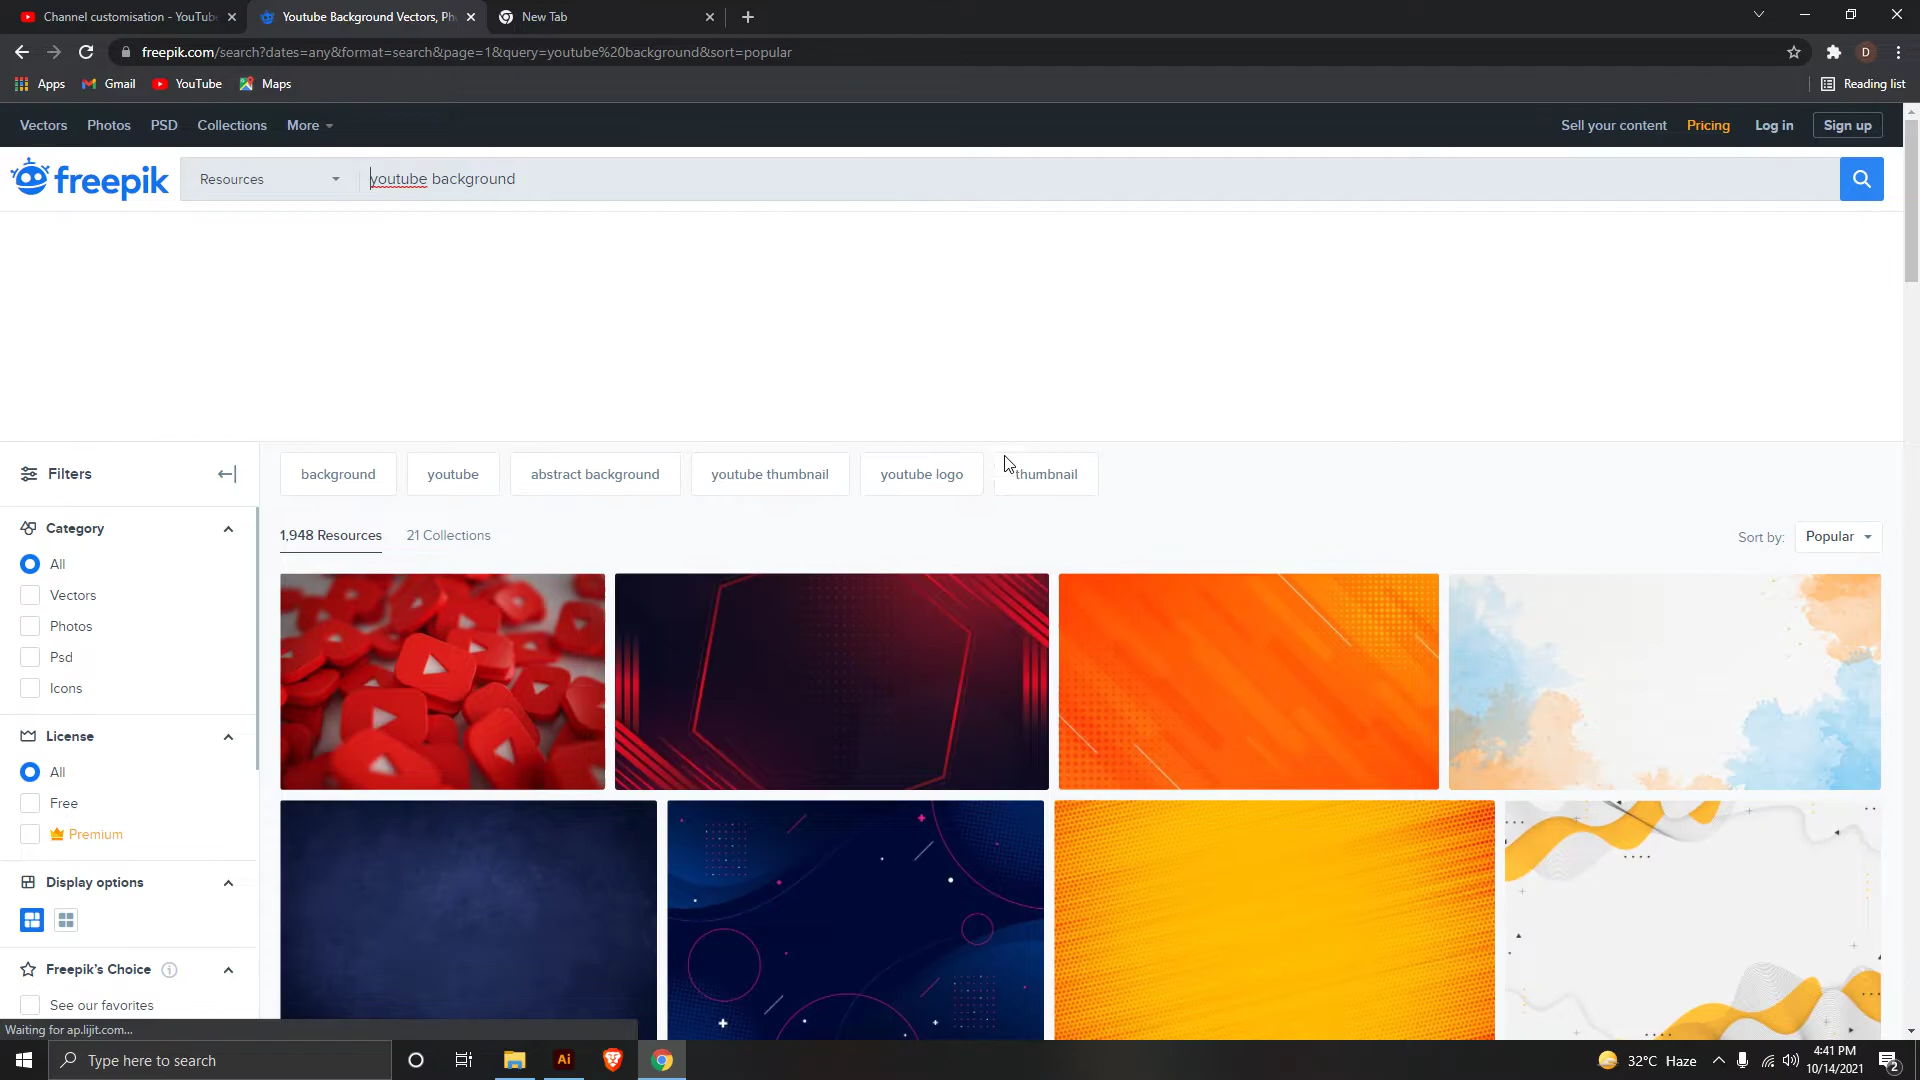 Channel customisation - YouTube
Youtube Background Vectors, Ph
New Tab
freepik.com/search?dates=any&format=search&page=1&query=youtube%20background&sort=popular
D
Apps
Gmail
YouTube
Maps
Reading list
Vectors
Photos
PSD
Collections
More
Sell your content
Pricing
Log in
Sign up
freepik
Resources
youtube background
Filters
background
youtube
abstract background
youtube thumbnail
youtube logo
thumbnail
1,948 Resources
21 Collections
Sort by:
Popular
Category
All
Vectors
Photos
Psd
Icons
License
All
Free
Premium
Display options
Freepik's Choice
See our favorites
Waiting for ap.lijit.com...
Type here to search
Ai
32°C Haze
4:41 PM
10/14/2021
2